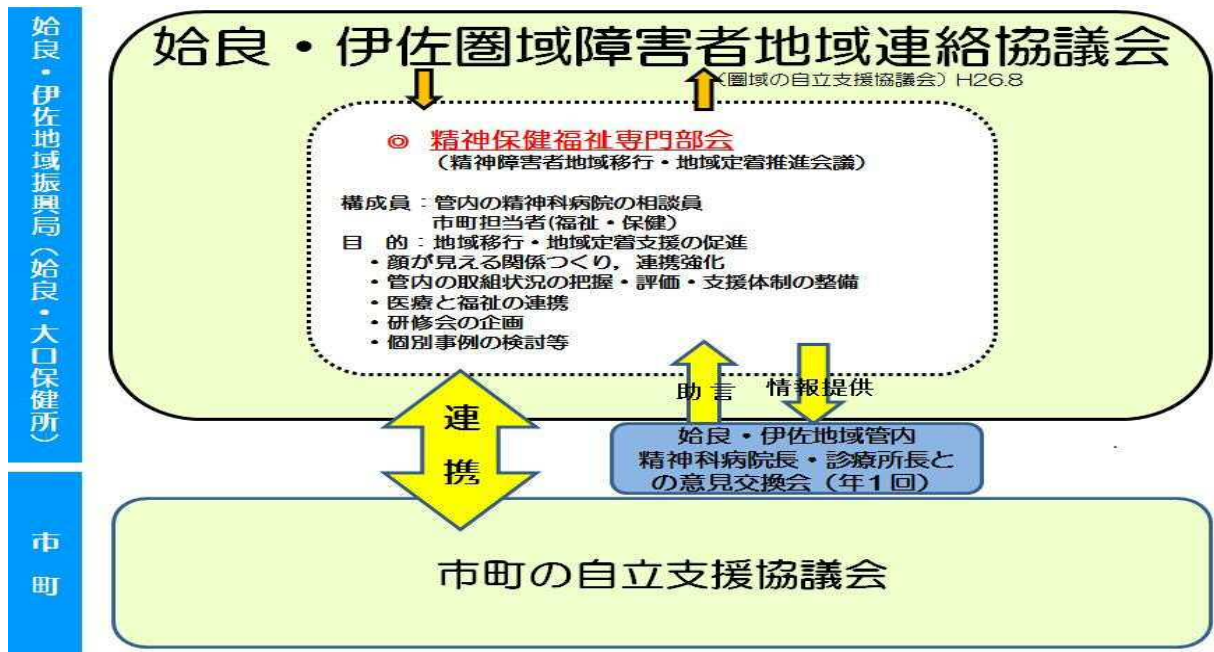 始良・伊佐地域振興局(始良・大口保健所)
始良・伊佐圏域障害者地域連絡協議会
(圏域の自立支援協議会)H26.8
◎ 精神保健福祉専門部会
(精神障害者地域移行・地域定着推進会議)
構成員：管内の精神科病院の相談員
市町担当者(福祉・保健)
目 的：地域移行・地域定着支援の促進
・顔が見える関係つくり，連携強化
・管内の取組状況の把握・評価・支援体制の整備
・医療と福祉の連携
・研修会の企画
・個別事例の検討等
助言
情報提供
連携
始良・伊佐地域管内
精神科病院長・診療所長と
の意見交換会（年１回）
市町
市町の自立支援協議会